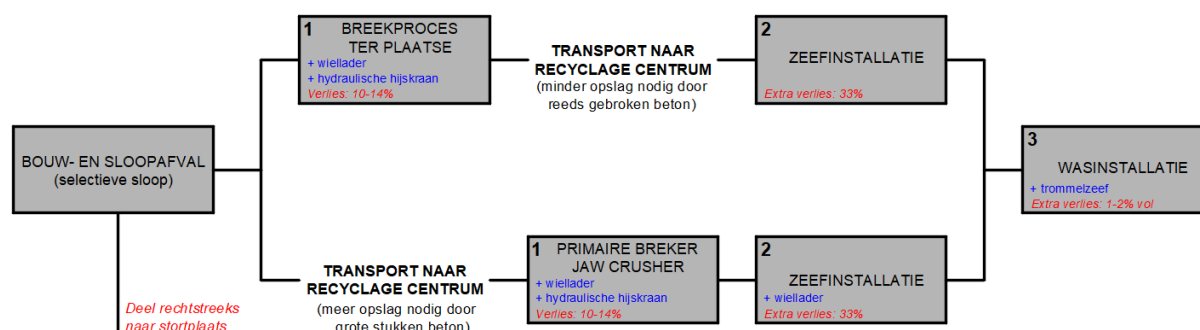 1
BREEKPROCES
TER PLAATSE
+ wiellader
+ hydraulische hijskraan
Verlies: 10-14%
TRANSPORT NAAR
RECYCLAGE CENTRUM
(minder opslag nodig door
reeds gebroken beton)
2
ZEEFINSTALLATIE
Extra verlies: 33%
BOUW- EN SLOOPAFVAL
(selectieve sloop)
3
WASINSTALLATIE
+ trommelzeef
Extra verlies: 1-2% vol
TRANSPORT NAAR
RECYCLAGE CENTRUM
(meer opslag nodig door
grote stukken beton)
1
PRIMAIRE BREKER
JAW CRUSHER
+ wiellader
+ hydraulische hijskraan
Verlies: 10-14%
2
ZEEFINSTALLATIE
+ wiellader
Extra verlies: 33%
Deel rechtstreeks
naar stortplaats